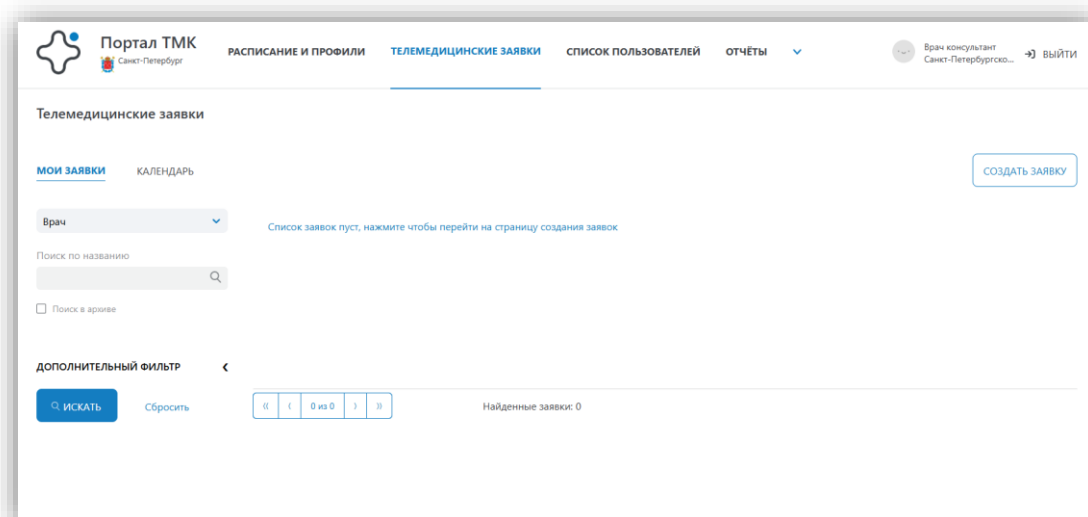 Портал ТМК
Санкт-Петербург
РАСПИСАНИЕ И ПРОФИЛИ
ТЕЛЕМЕДИЦИНСКИЕ ЗАЯВКИ
СПИСОК ПОЛЬЗОВАТЕЛЕЙ
ОТЧЁТЫ
Врач консультант
Санкт-Петербургско...
ВЫЙТИ
Телемедицинские заявки
МОИ ЗАЯВКИ
КАЛЕНДАРЬ
СОЗДАТЬ ЗАЯВКУ
Врач
Список заявок пуст, нажмите чтобы перейти на страницу создания заявок
Поиск по названию
Поиск в архиве
ДОПОЛНИТЕЛЬНЫЙ ФИЛЬТР
ИСКАТЬ
Сбросить
0 из 0
Найденные заявки: 0